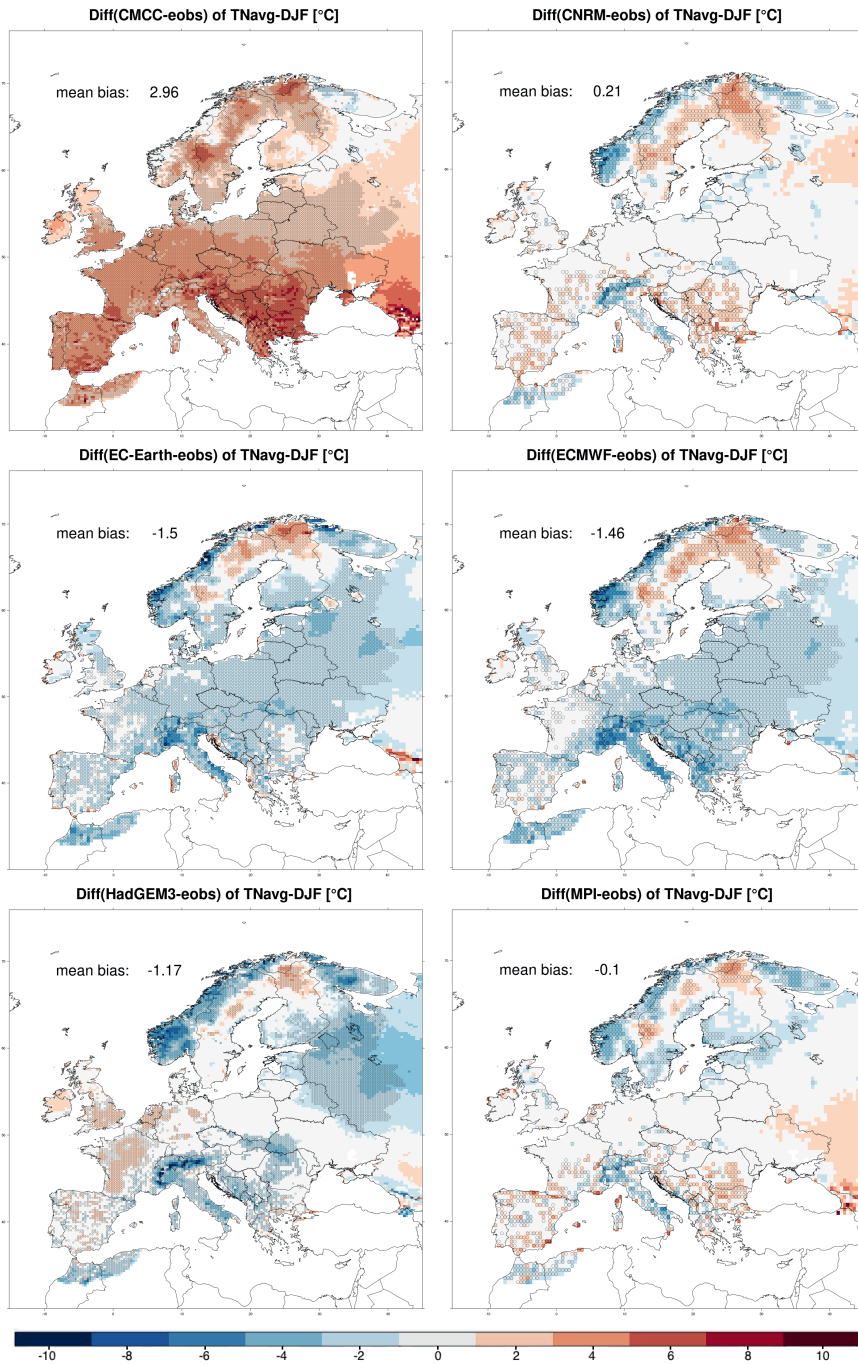 Diff(CMCC-eobs) of TNavg-DJF [°C]
mean bias: 2.96
Diff(CNRM-eobs) of TNavg-DJF [°C]
mean bias: 0.21
Diff(EC-Earth-eobs) of TNavg-DJF [°C]
mean bias: -1.5
Diff(ECMWF-eobs) of TNavg-DJF [°C]
mean bias: -1.46
Diff(HadGEM3-eobs) of TNavg-DJF [°C]
mean bias: -1.17
Diff(MPI-eobs) of TNavg-DJF [°C]
mean bias: -0.1
-10 -8 -6 -4 -2 0 2 4 6 8 10